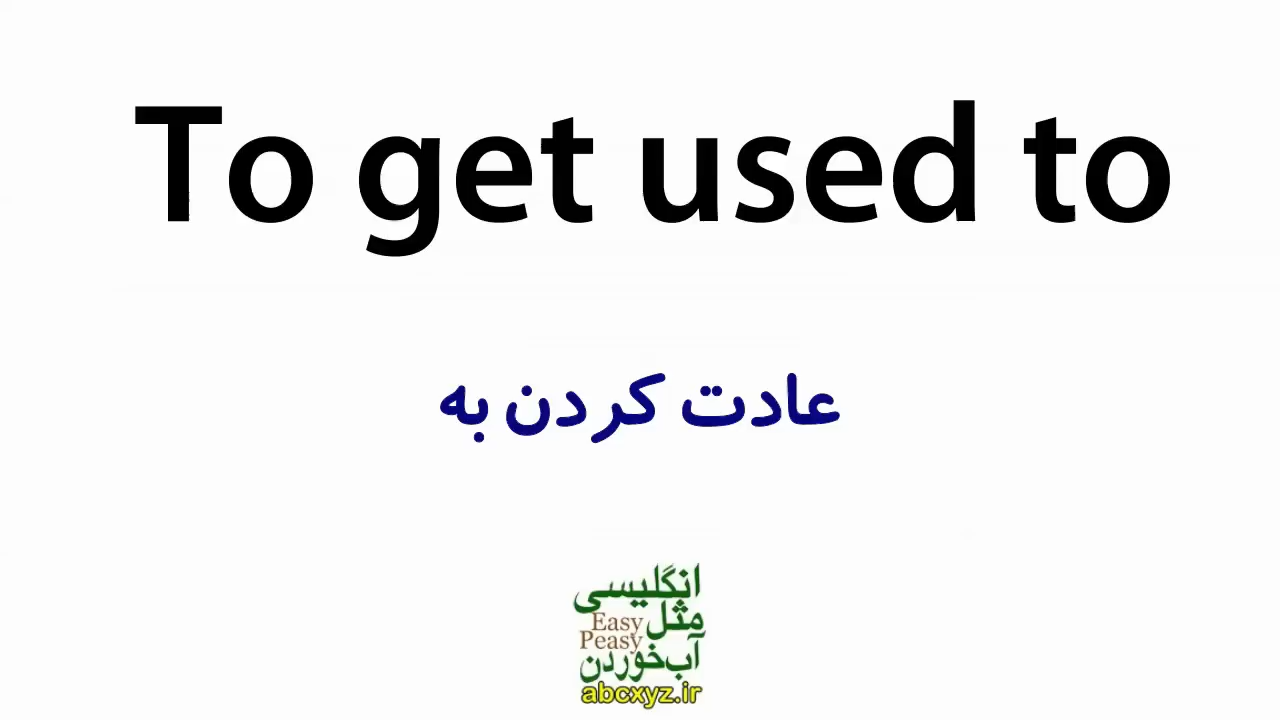 To get used to
عادت کردن به
انگلیسی
مثل Easy
Peasy
آب‌خوردن
abcxyz.ir